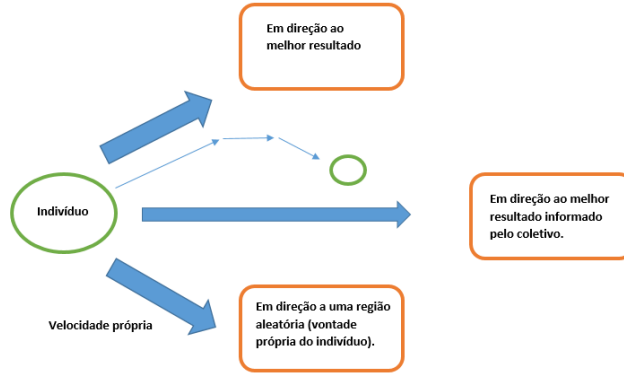 Em direção ao
melhor resultado
Indivíduo
Em direção ao melhor
resultado informado
pelo coletivo.
Em direção a uma região
aleatória (vontade
própria do indivíduo).
Velocidade própria